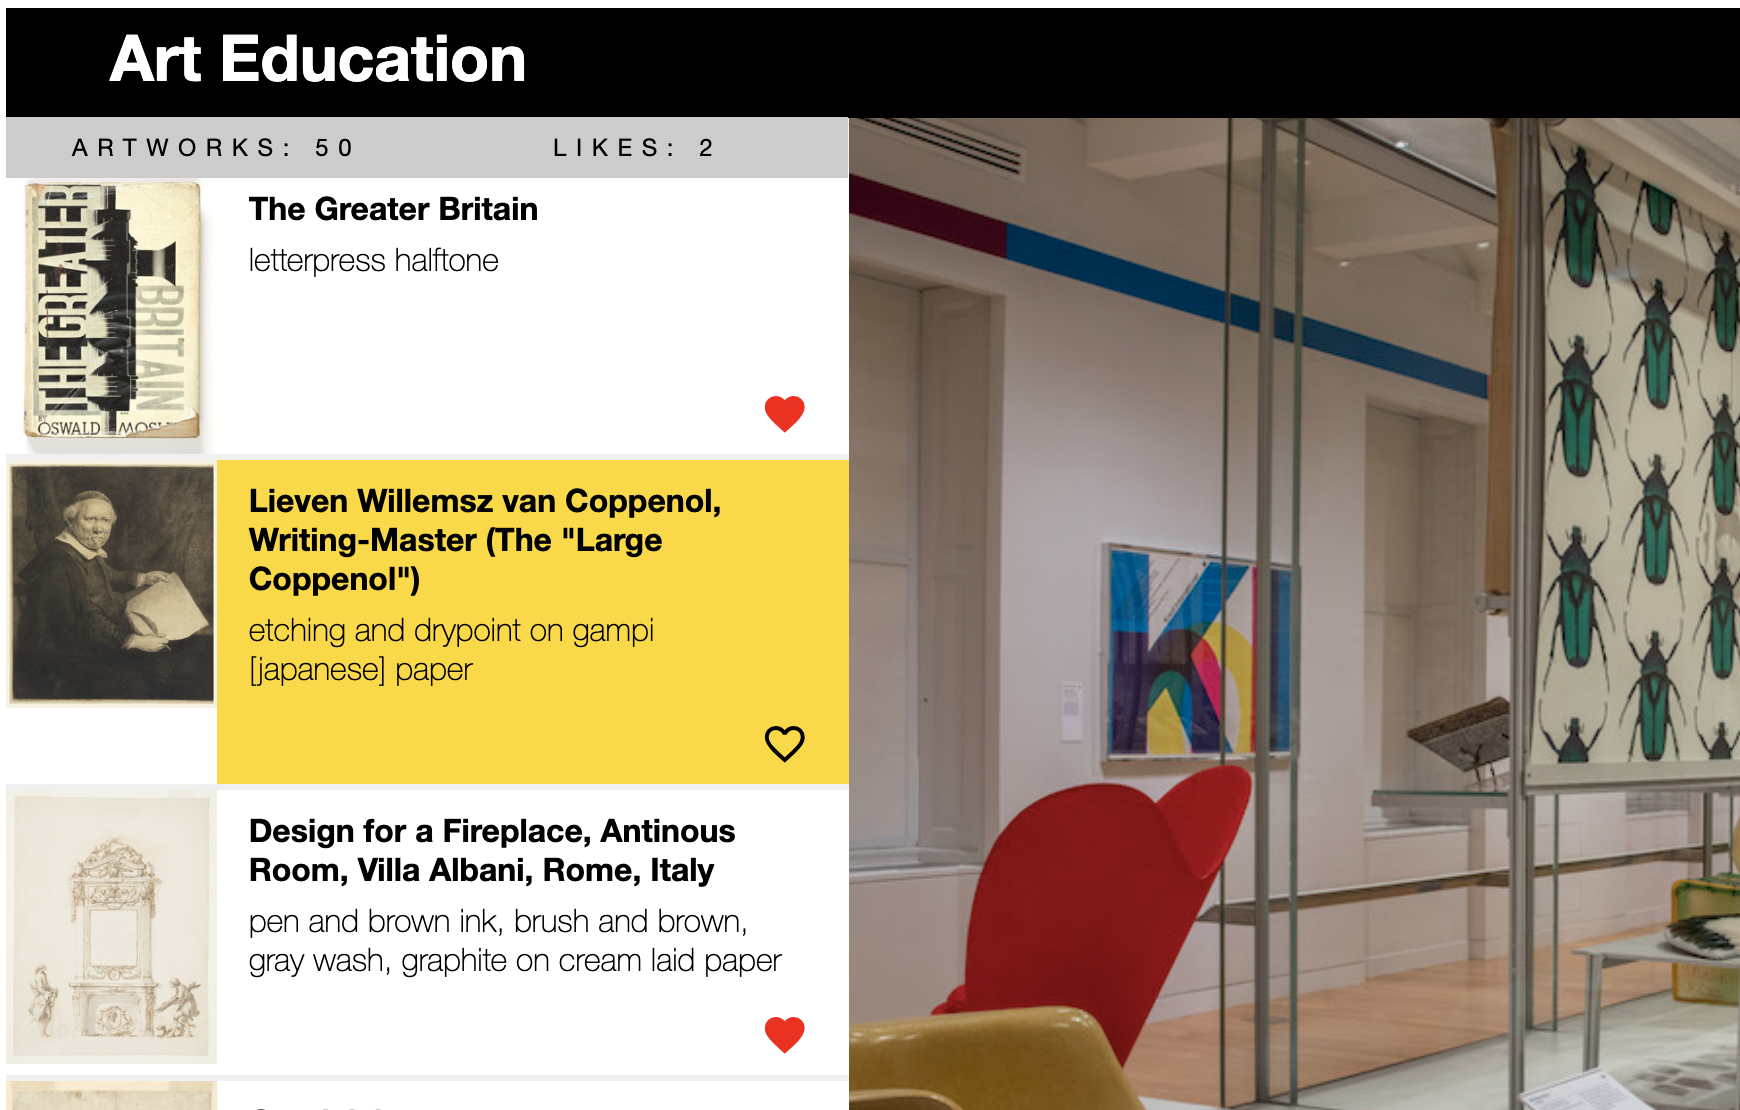 Art Education
ARTWORKS: 50
LIKES: 2
THE GREATER
BRITAIN
BY
OSWALD
The Greater Britain
letterpress halftone
Lieven Willemsz van Coppenol,
Writing-Master (The "Large
Coppenol")
etching and drypoint on gampi
[japanese] paper
Design for a Fireplace, Antinous
Room, Villa Albani, Rome, Italy
pen and brown ink, brush and brown,
gray wash, graphite on cream laid paper